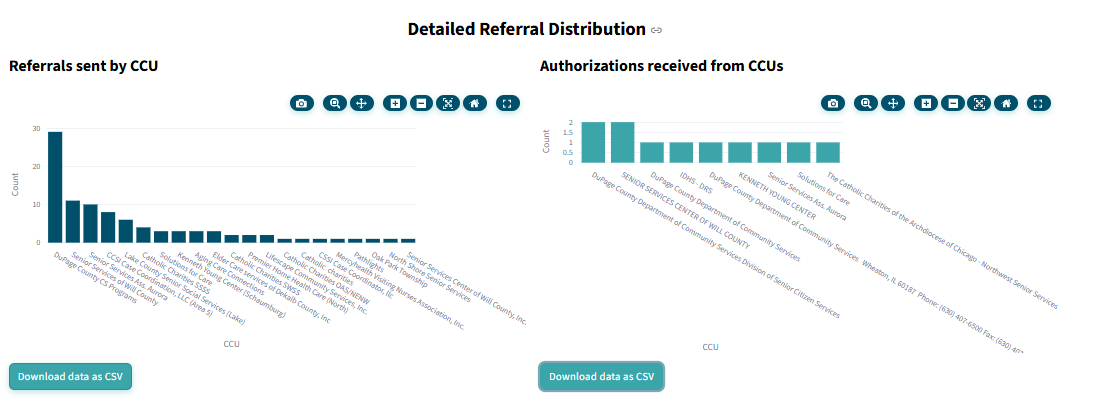 Detailed Referral Distribution
Referrals sent by CCU
Count
30
20
10
0
DuPage County CS Programs
Senior Services of Will County
Senior Services Ass. Aurora
CCSI Case Coordination, LLC (Area 5)
Lake County Senior Social Services (Lake)
Catholic Charities SASS
Solutions for Care
Kenneth Young Center (Schaumburg)
Aging Care Connections
Elder Care services of Dekalb County, Inc
Catholic Charities SWSS
Premier Home Health Care (North)
Lifescape Community Services, Inc.
Catholic Charities OAS/NENW
Catholic charities
CSSI Case Coordinator, llc
Mercyhealth Visiting Nurses Association, Inc.
Pathlights
Oak Park Township
North Shore Senior Services
Senior Services Center of Will County, Inc.
CCU
Download data as CSV
Authorizations received from CCUs
Count
2
1.5
1
0.5
0
DuPage County Department of Community Services Division of Senior Citizen Services
SENIOR SERVICES CENTER OF WILL COUNTY
DuPage County Department of Community Services
IDHS - DRS
DuPage County Department of Community Services . Wheaton, IL 60187. Phone: (630) 407-6500 Fax: (630) 407
KENNETH YOUNG CENTER
Senior Services Ass. Aurora
Solutions for Care
The Catholic Charities of the Archdiocese of Chicago - Northwest Senior Services
CCU
Download data as CSV